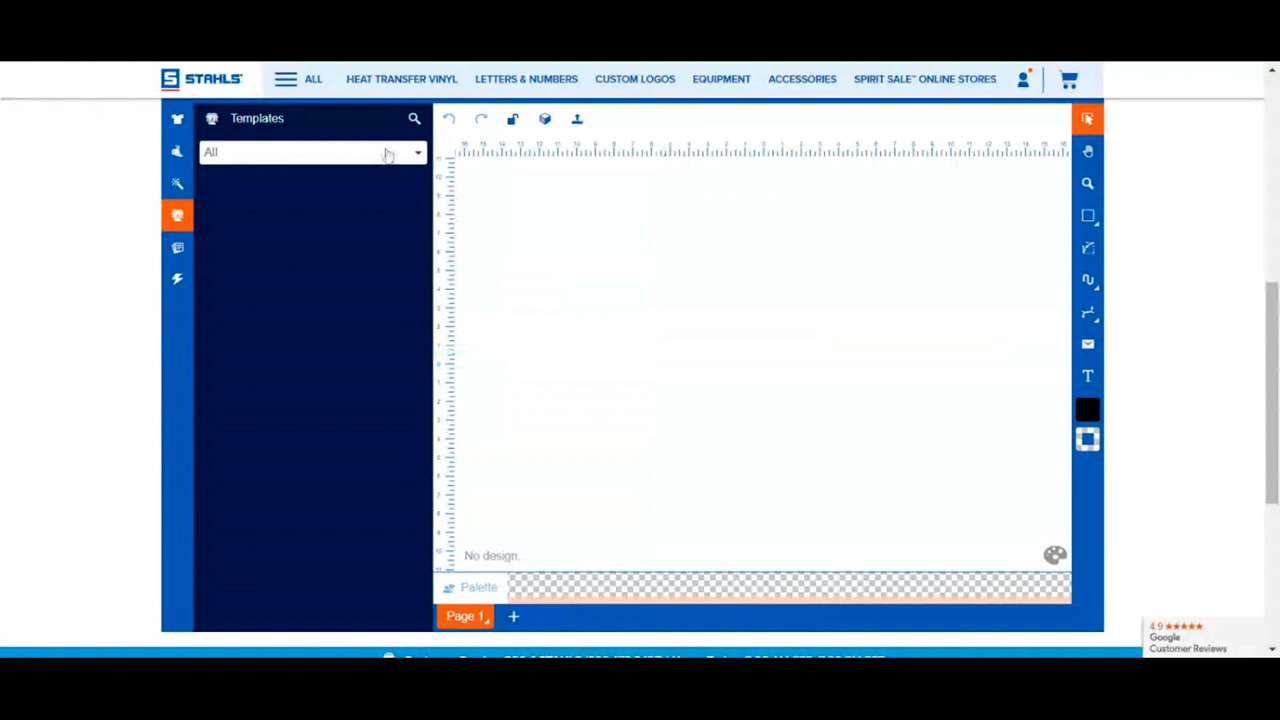 STAHLS'
ALL
HEAT TRANSFER VINYL
LETTERS & NUMBERS
CUSTOM LOGOS
EQUIPMENT
ACCESSORIES
SPIRIT SALE™ ONLINE STORES
Templates
All
T
No design.
Palette
Page 1
+
4.9 ★★★★★
Google
Customer Reviews